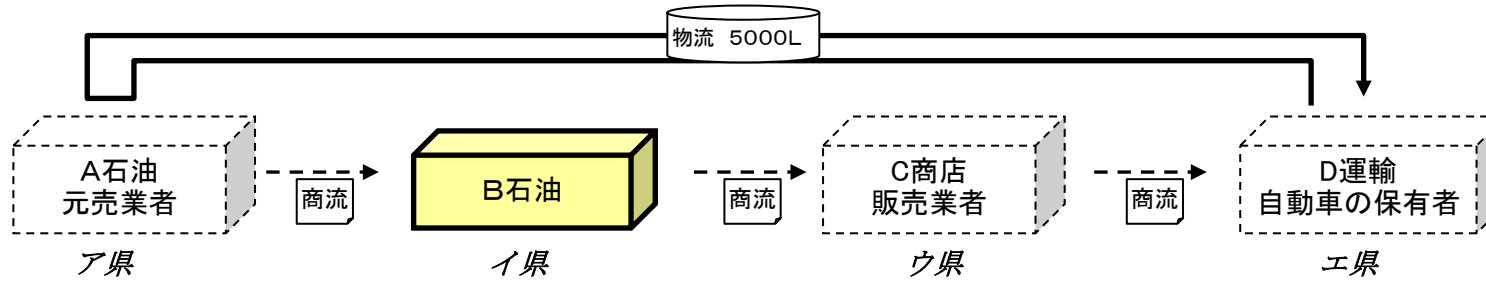 物流 5000L
A石油
元売業者
商流
B石油
商流
C商店
販売業者
商流
D運輸
自動車の保有者
ア県
イ県
ウ県
エ県